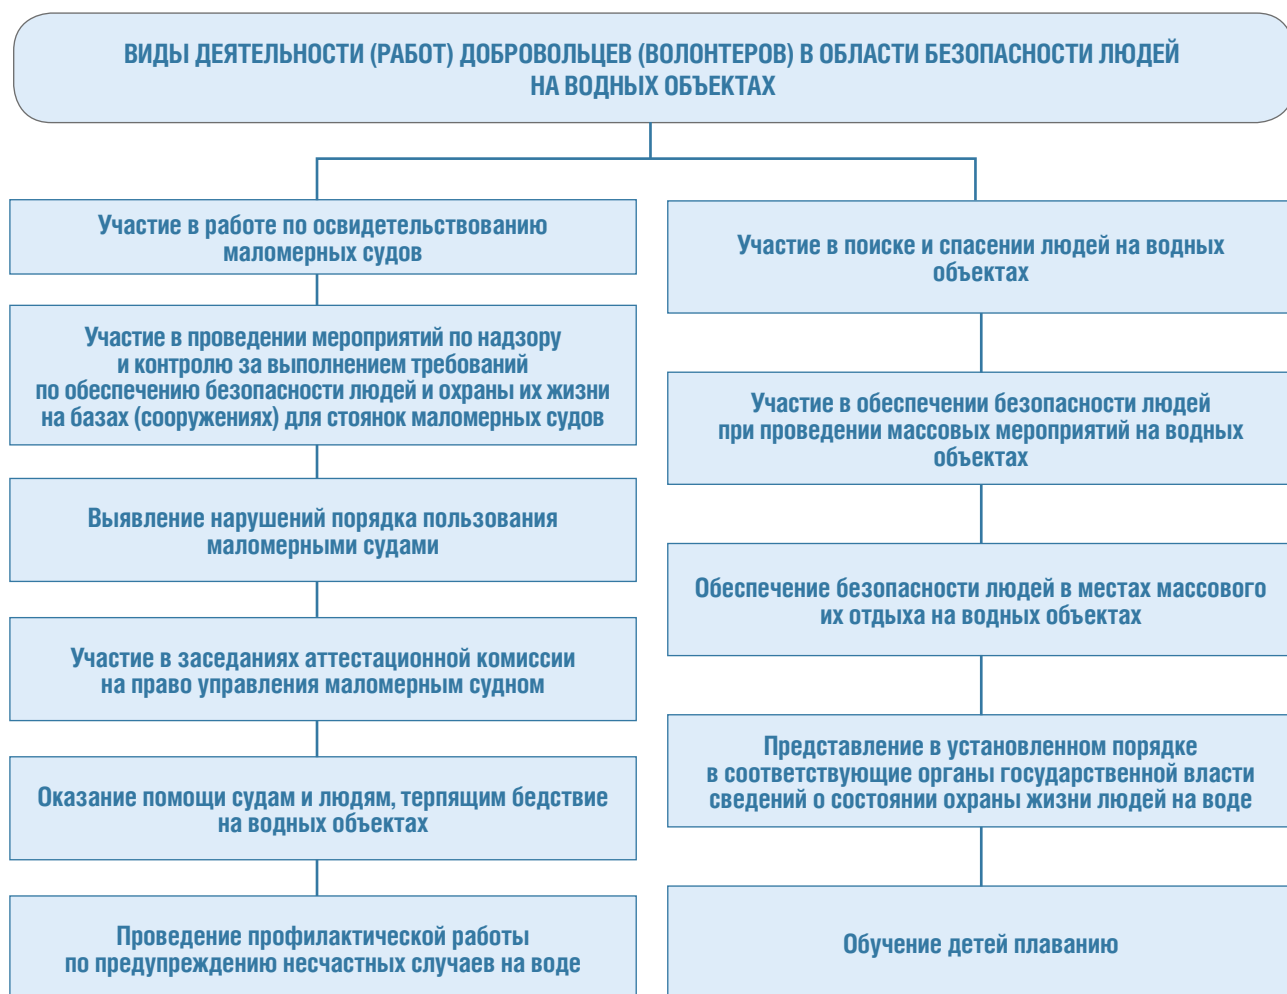 ВИДЫ ДЕЯТЕЛЬНОСТИ (РАБОТ) ДОБРОВОЛЬЦЕВ (ВОЛОНТЕРОВ) В ОБЛАСТИ БЕЗОПАСНОСТИ ЛЮДЕЙ
НА ВОДНЫХ ОБЪЕКТАХ
Участие в работе по освидетельствованию
маломерных судов
Участие в проведении мероприятий по надзору
и контролю за выполнением требований
по обеспечению безопасности людей и охраны их жизни
на базах (сооружениях) для стоянок маломерных судов
Выявление нарушений порядка пользования
маломерными судами
Участие в заседаниях аттестационной комиссии
на право управления маломерным судном
Оказание помощи судам и людям, терпящим бедствие
на водных объектах
Проведение профилактической работы
по предупреждению несчастных случаев на воде
Участие в поиске и спасении людей на водных
объектах
Участие в обеспечении безопасности людей
при проведении массовых мероприятий на водных
объектах
Обеспечение безопасности людей в местах массового
их отдыха на водных объектах
Представление в установленном порядке
в соответствующие органы государственной власти
сведений о состоянии охраны жизни людей на воде
Обучение детей плаванию